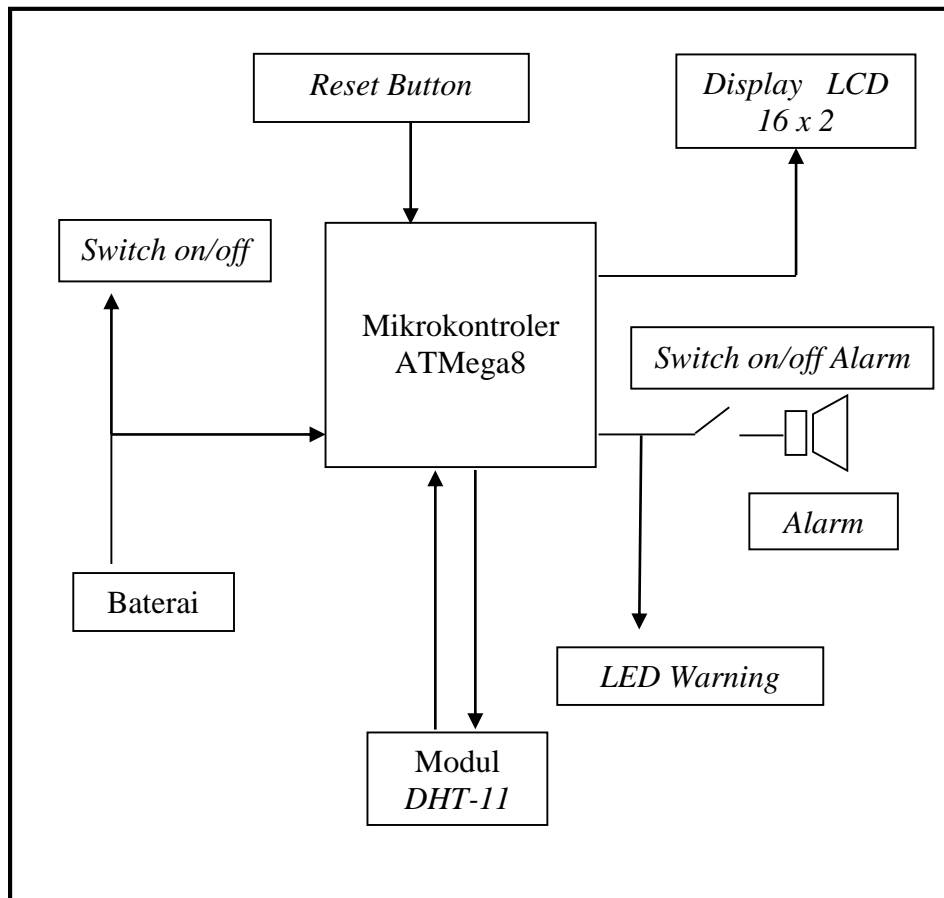 Reset Button
Display LCD
16 x 2
Switch on/off
Mikrokontroler
ATMega8
Switch on/off Alarm
Alarm
Baterai
LED Warning
Modul
DHT-11